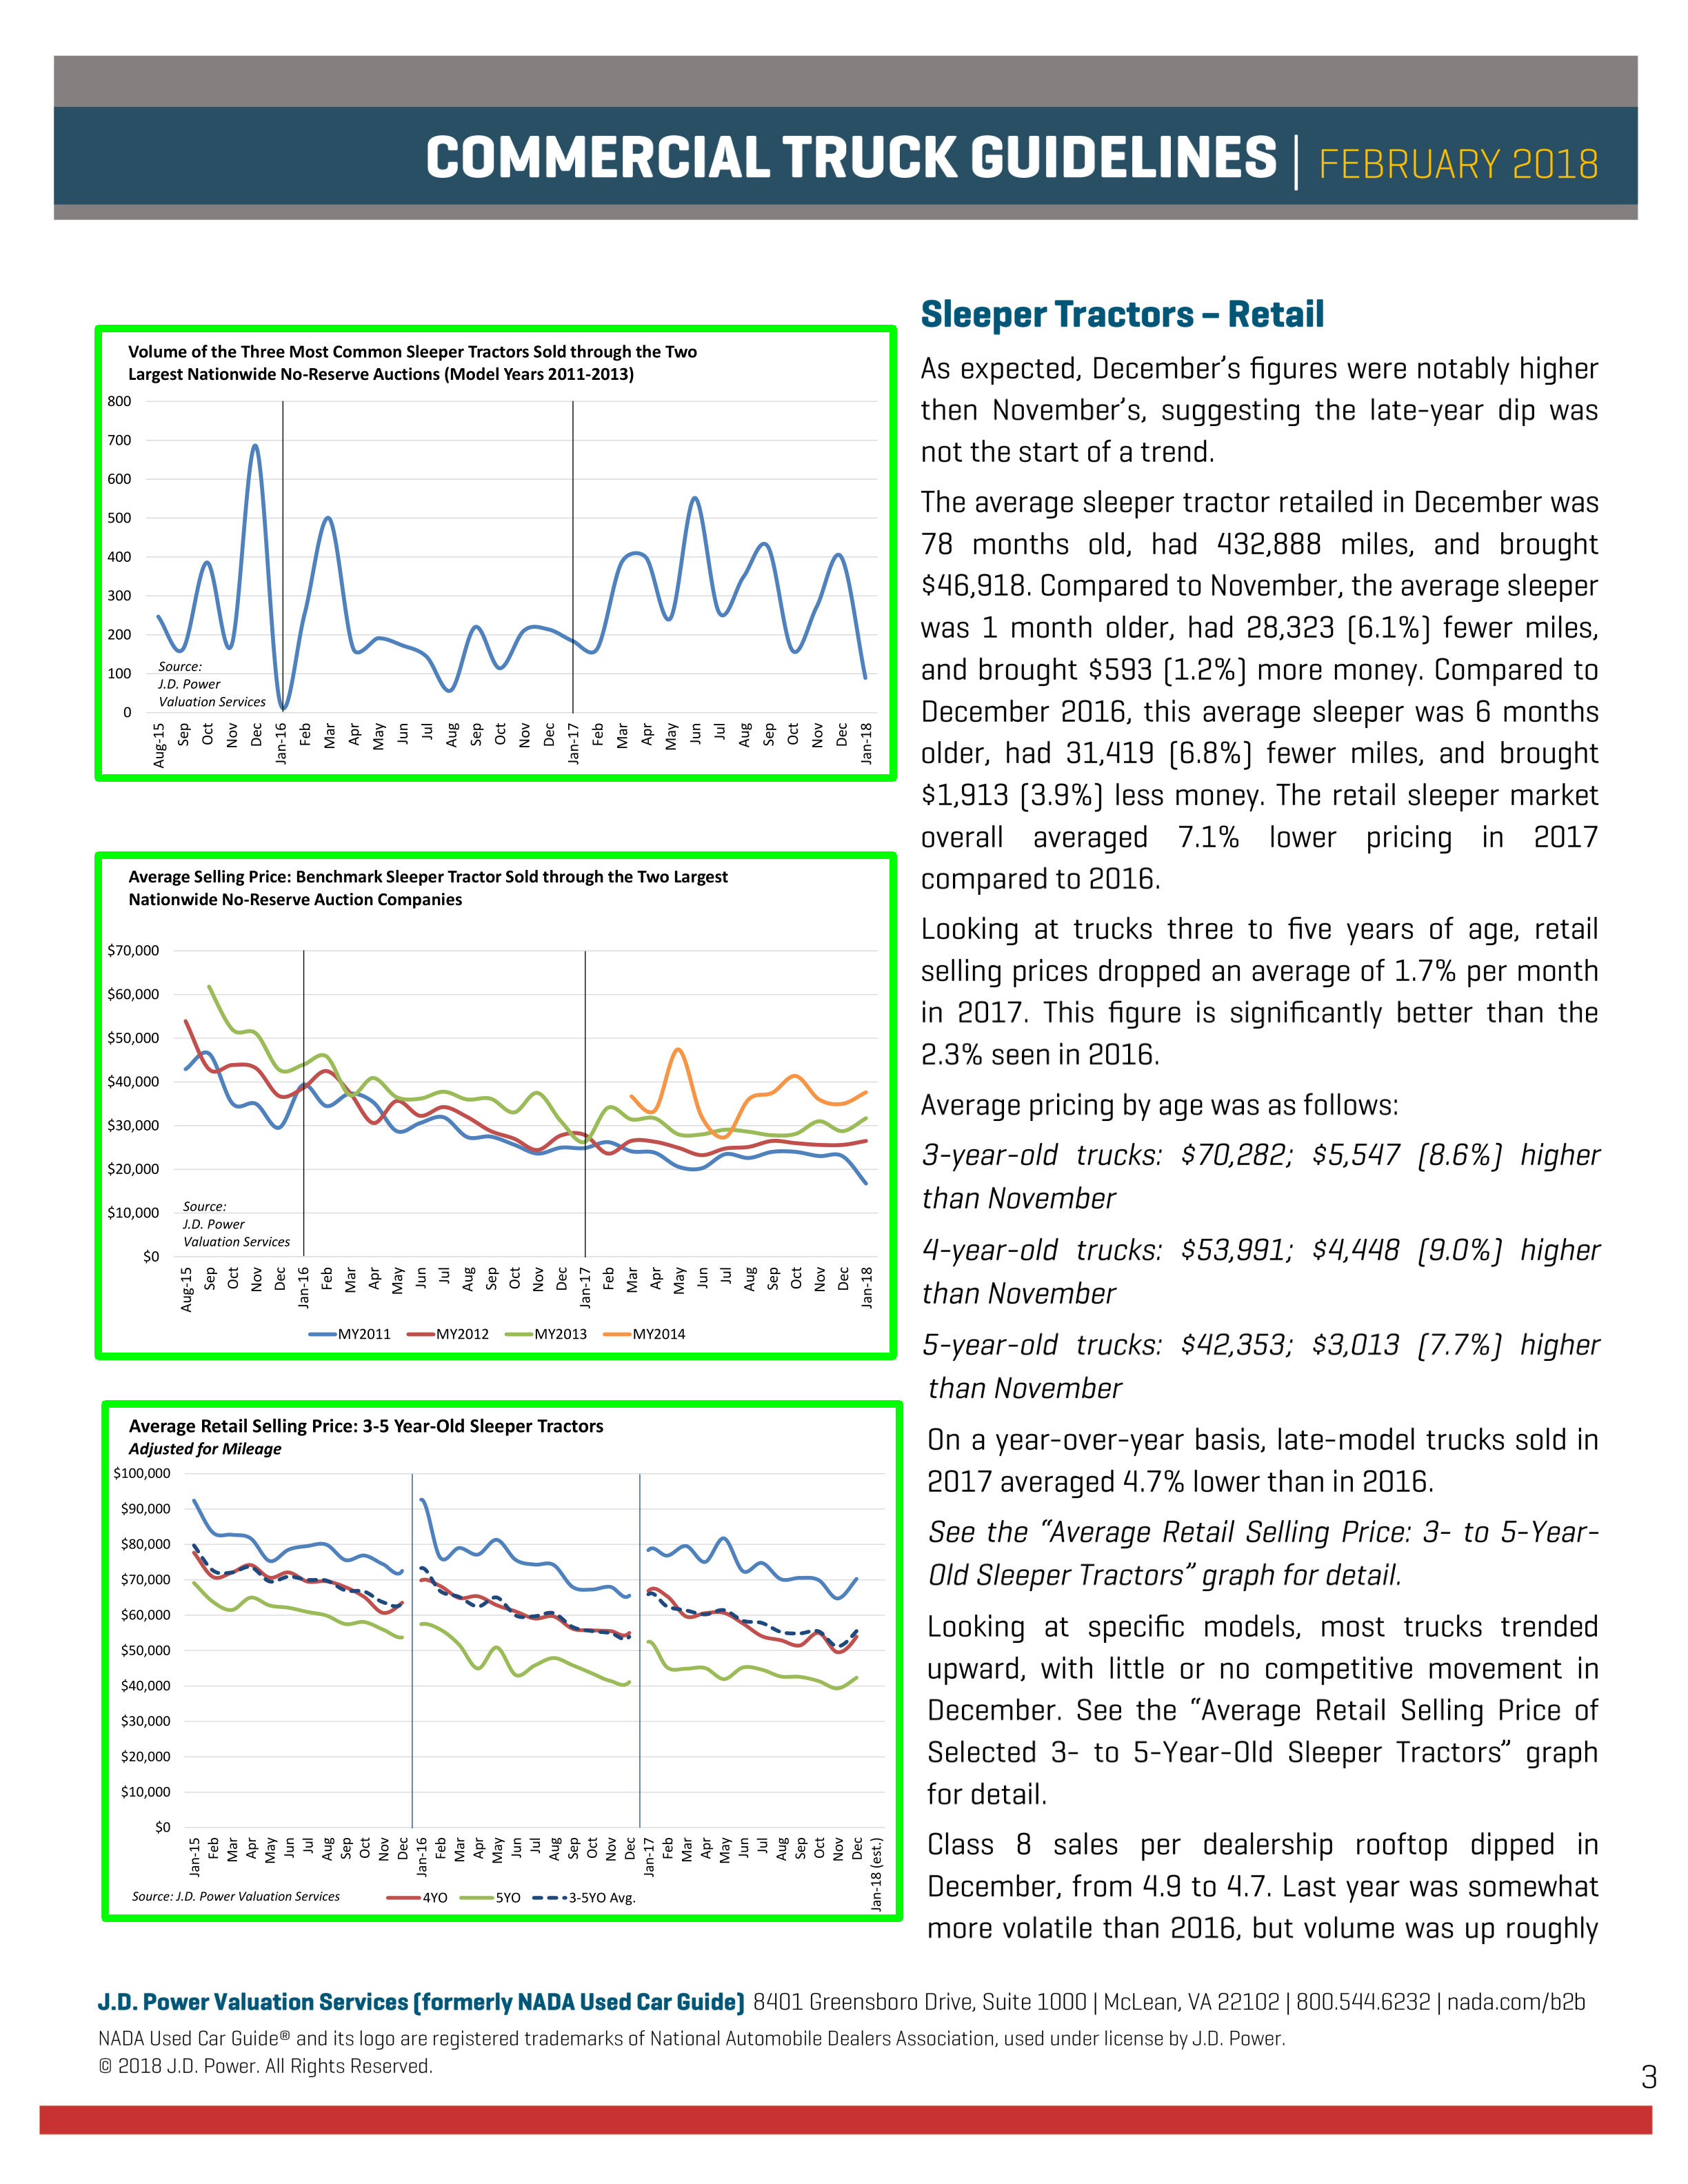 COMMERCIAL TRUCK GUIDELINES | FEBRUARY 2018
Volume of the Three Most Common Sleeper Tractors Sold through the Two
Largest Nationwide No-Reserve Auctions (Model Years 2011-2013)
800
700
600
500
400
300
200
100
0
Source:
J.D. Power
Valuation Services
Aug-15 Sep Oct Nov Dec Jan-16 Feb Mar Apr May Jun Jul Aug Sep Oct Nov Dec Jan-17 Feb Mar Apr May Jun Jul Aug Sep Oct Nov Dec Jan-18
Average Selling Price: Benchmark Sleeper Tractor Sold through the Two Largest
Nationwide No-Reserve Auction Companies
$70,000
$60,000
$50,000
$40,000
$30,000
$20,000
$10,000
$0
Source:
J.D. Power
Valuation Services
Aug-15 Sep Oct Nov Dec Jan-16 Feb Mar Apr May Jun Jul Aug Sep Oct Nov Dec Jan-17 Feb Mar Apr May Jun Jul Aug Sep Oct Nov Dec Jan-18
MY2011 MY2012 MY2013 MY2014
Average Retail Selling Price: 3-5 Year-Old Sleeper Tractors
Adjusted for Mileage
$100,000
$90,000
$80,000
$70,000
$60,000
$50,000
$40,000
$30,000
$20,000
$10,000
$0
Jan-15 Feb Mar Apr May Jun Jul Aug Sep Oct Nov Dec Jan-16 Feb Mar Apr May Jun Jul Aug Sep Oct Nov Dec Jan-17 Feb Mar Apr May Jun Jul Aug Sep Oct Nov Dec Jan-18 (est.)
Source: J.D. Power Valuation Services
4YO 5YO 3-5YO Avg.
Sleeper Tractors – Retail
As expected, December’s figures were notably higher
then November’s, suggesting the late-year dip was
not the start of a trend.
The average sleeper tractor retailed in December was
78 months old, had 432,888 miles, and brought
$46,918. Compared to November, the average sleeper
was 1 month older, had 28,323 (6.1%) fewer miles,
and brought $593 (1.2%) more money. Compared to
December 2016, this average sleeper was 6 months
older, had 31,419 (6.8%) fewer miles, and brought
$1,913 (3.9%) less money. The retail sleeper market
overall averaged 7.1% lower pricing in 2017
compared to 2016.
Looking at trucks three to five years of age, retail
selling prices dropped an average of 1.7% per month
in 2017. This figure is significantly better than the
2.3% seen in 2016.
Average pricing by age was as follows:
3-year-old trucks: $70,282; $5,547 (8.6%) higher
than November
4-year-old trucks: $53,991; $4,448 (9.0%) higher
than November
5-year-old trucks: $42,353; $3,013 (7.7%) higher
than November
On a year-over-year basis, late-model trucks sold in
2017 averaged 4.7% lower than in 2016.
See the “Average Retail Selling Price: 3- to 5-Year-
Old Sleeper Tractors” graph for detail.
Looking at specific models, most trucks trended
upward, with little or no competitive movement in
December. See the “Average Retail Selling Price of
Selected 3- to 5-Year-Old Sleeper Tractors” graph
for detail.
Class 8 sales per dealership rooftop dipped in
December, from 4.9 to 4.7. Last year was somewhat
more volatile than 2016, but volume was up roughly
J.D. Power Valuation Services (formerly NADA Used Car Guide) 8401 Greensboro Drive, Suite 1000 | McLean, VA 22102 | 800.544.6232 | nada.com/b2b
NADA Used Car Guide® and its logo are registered trademarks of National Automobile Dealers Association, used under license by J.D. Power.
© 2018 J.D. Power. All Rights Reserved.
3